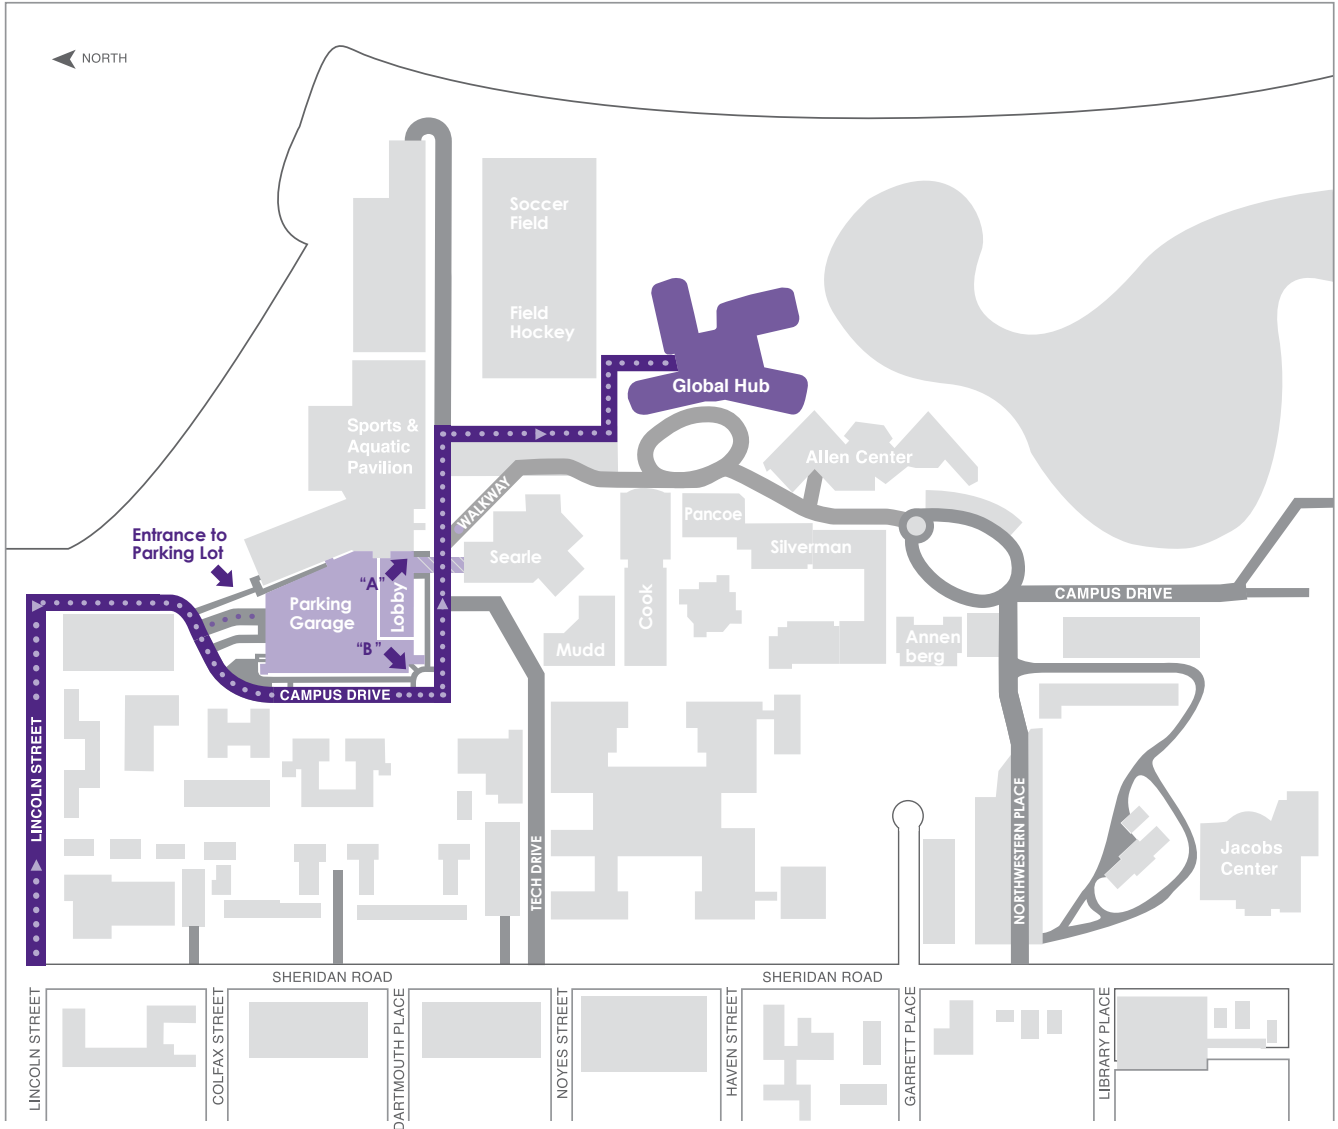 NORTH
Soccer
Field
Field
Hockey
Global Hub
Sports &
Aquatic
Pavilion
Allen Center
WALKWAY
Pancoe
Entrance to
Parking Lot
Searle
Silverman
"A"
Lobby
Parking
Garage
Cook
CAMPUS DRIVE
"B"
Mudd
Annen
berg
CAMPUS DRIVE
LINCOLN STREET
TECH DRIVE
NORTHWESTERN PLACE
Jacobs
Center
SHERIDAN ROAD
SHERIDAN ROAD
LINCOLN STREET
COLFAX STREET
DARTMOUTH PLACE
NOYES STREET
HAVEN STREET
GARRETT PLACE
LIBRARY PLACE